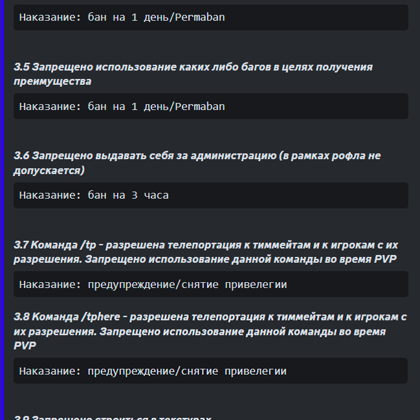 Наказание: бан на 1 день/Permaban
3.5 Запрещено использование каких либо багов в целях получения
преимущества
Наказание: бан на 1 день/Permaban
3.6 Запрещено выдавать себя за администрацию (в рамках рофла не
допускается)
Наказание: бан на 3 часа
3.7 Команда /tp - разрешена телепортация к тиммейтам и к игрокам с их
разрешения. Запрещено использование данной команды во время PVP
Наказание: предупреждение/снятие привелегии
3.8 Команда /tphere - разрешена телепортация к тиммейтам и к игрокам с
их разрешения. Запрещено использование данной команды во время
PVP
Наказание: предупреждение/снятие привелегии
3.9 Запрещено строиться в текстурах